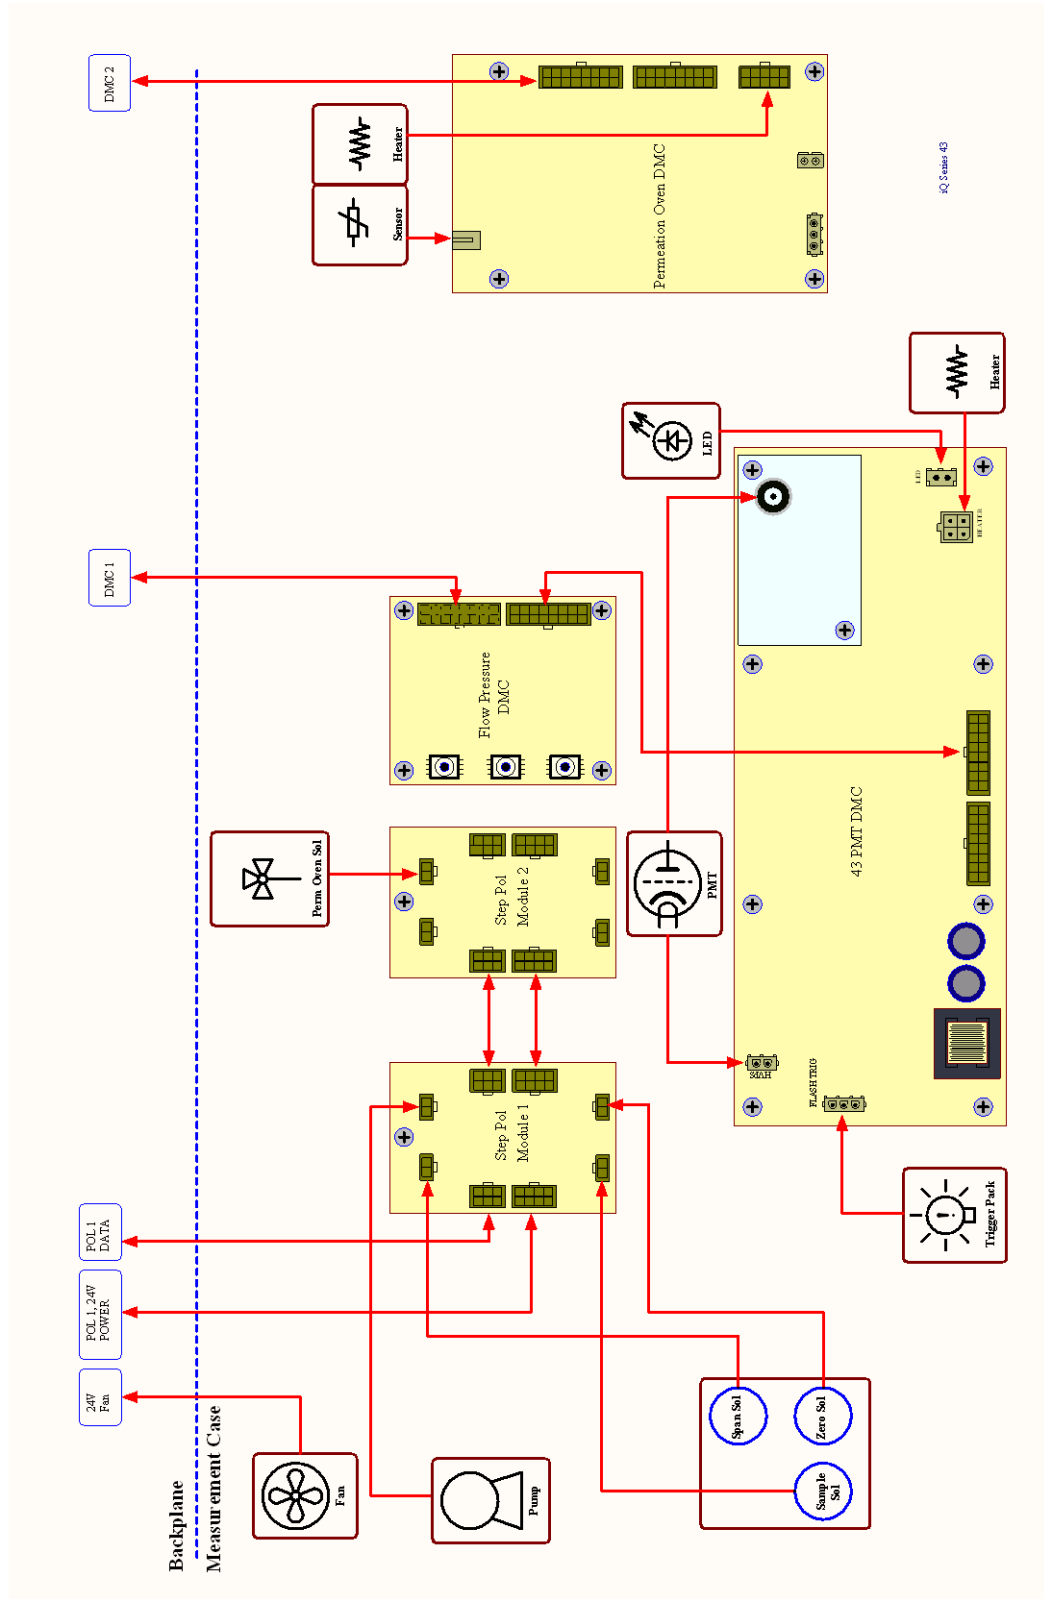 Backplane
Measurement Case
24V
Fan
POL 1, 24V
POWER
POL 1
DATA
DMC 1
DMC 2
Fan
Pump
Span Sol
Zero Sol
Sample
Sol
Perm Oven Sol
Step Pol
Module 1
Step Pol
Module 2
Flow Pressure
DMC
Sensor
Heater
Permeation Oven DMC
PMT
LED
Heater
Trigger Pack
43 PMT DMC
FLASH TRIG
HVPS
LED
HEATER
iQ Series 43